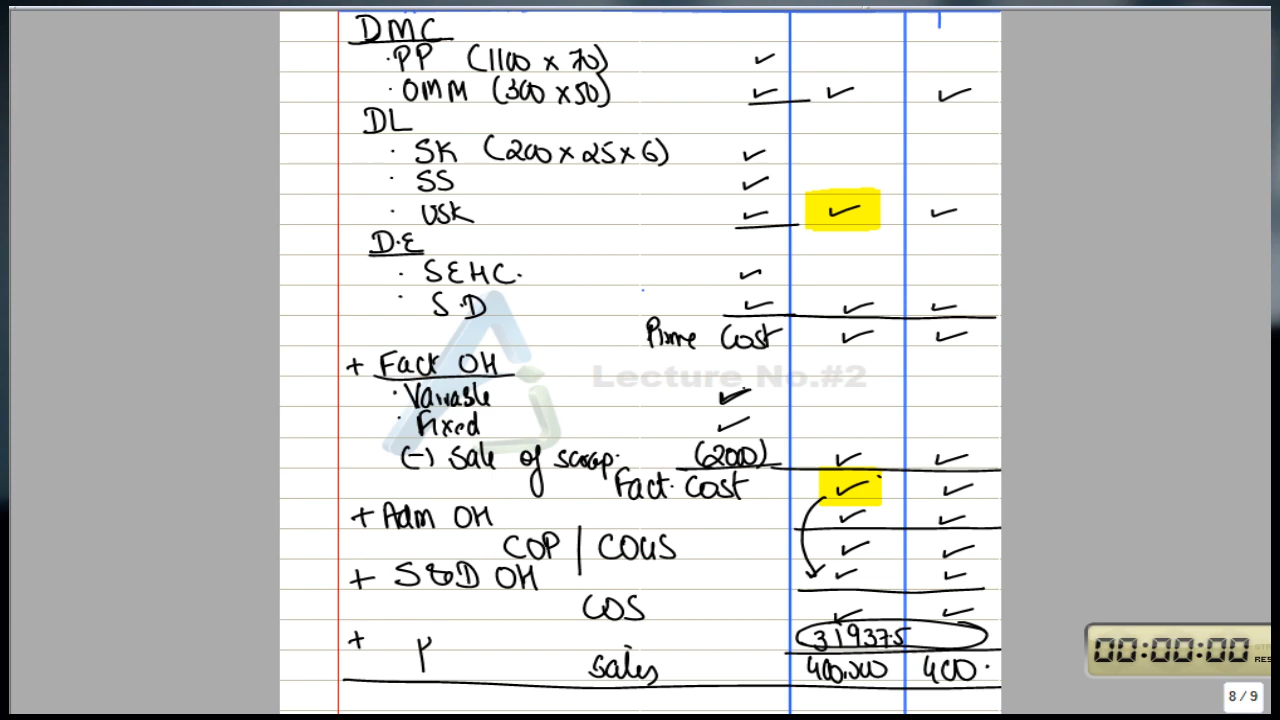 DMC
· PP (1100 x 70) ✓
· OMM (300 x 50) ✓ ✓ ✓
DL
· SK (200 x 25 x 6) ✓
· SS ✓
· USK ✓ ✓ ✓
D.E
· SEHC. ✓
· S.D ✓ ✓ ✓
Prime Cost ✓ ✓
+ Fact OH
Lecture No.#2
· Variable ✓
· Fixed ✓
(-) Sale of scrap. (6200) ✓ ✓
Fact. Cost ✓ ✓
+ Adm OH ✓ ✓
COP | COGS ✓ ✓
+ S&D OH ✓ ✓
COS ✓ ✓
+ P 319375
Sales 400.000 400.
00:00:00
RES
8 / 9